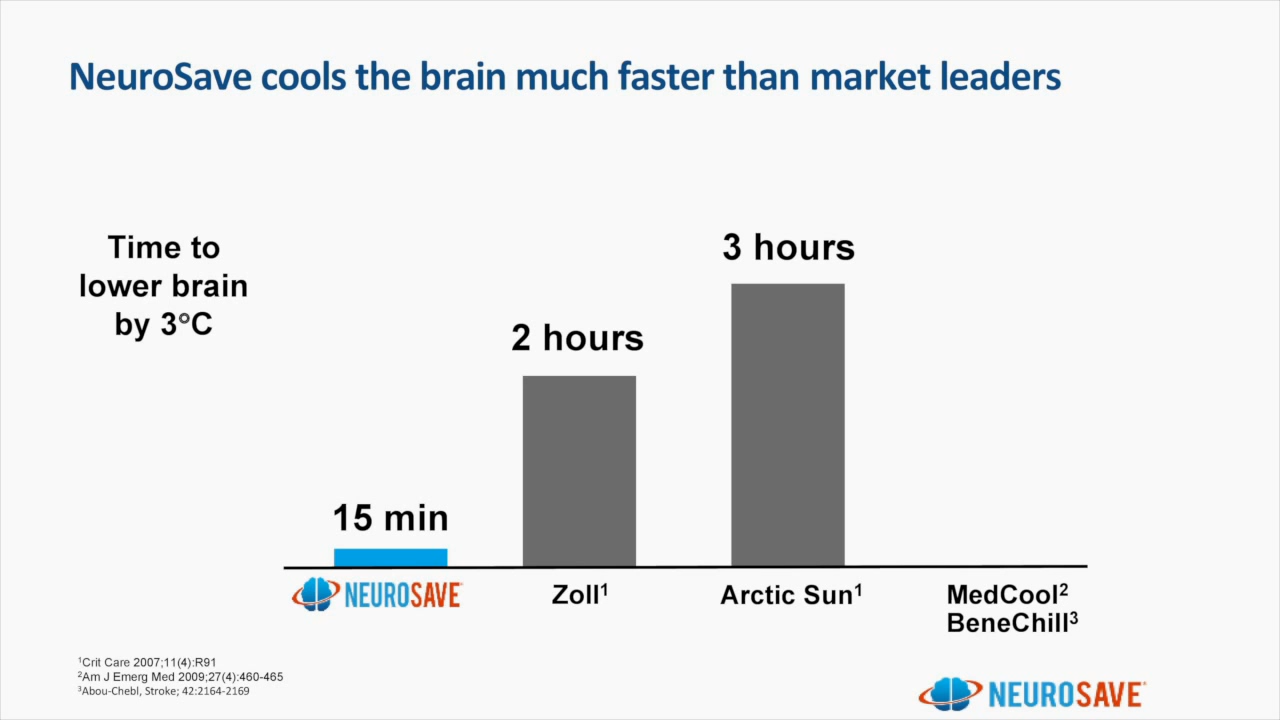 NeuroSave cools the brain much faster than market leaders
Time to
lower brain
by 3°C
15 min
2 hours
3 hours
NEUROSAVE
Zoll¹
Arctic Sun¹
MedCool²
BeneChill³
¹Crit Care 2007;11(4):R91
²Am J Emerg Med 2009;27(4):460-465
³Abou-Chebl, Stroke; 42:2164-2169
NEUROSAVE